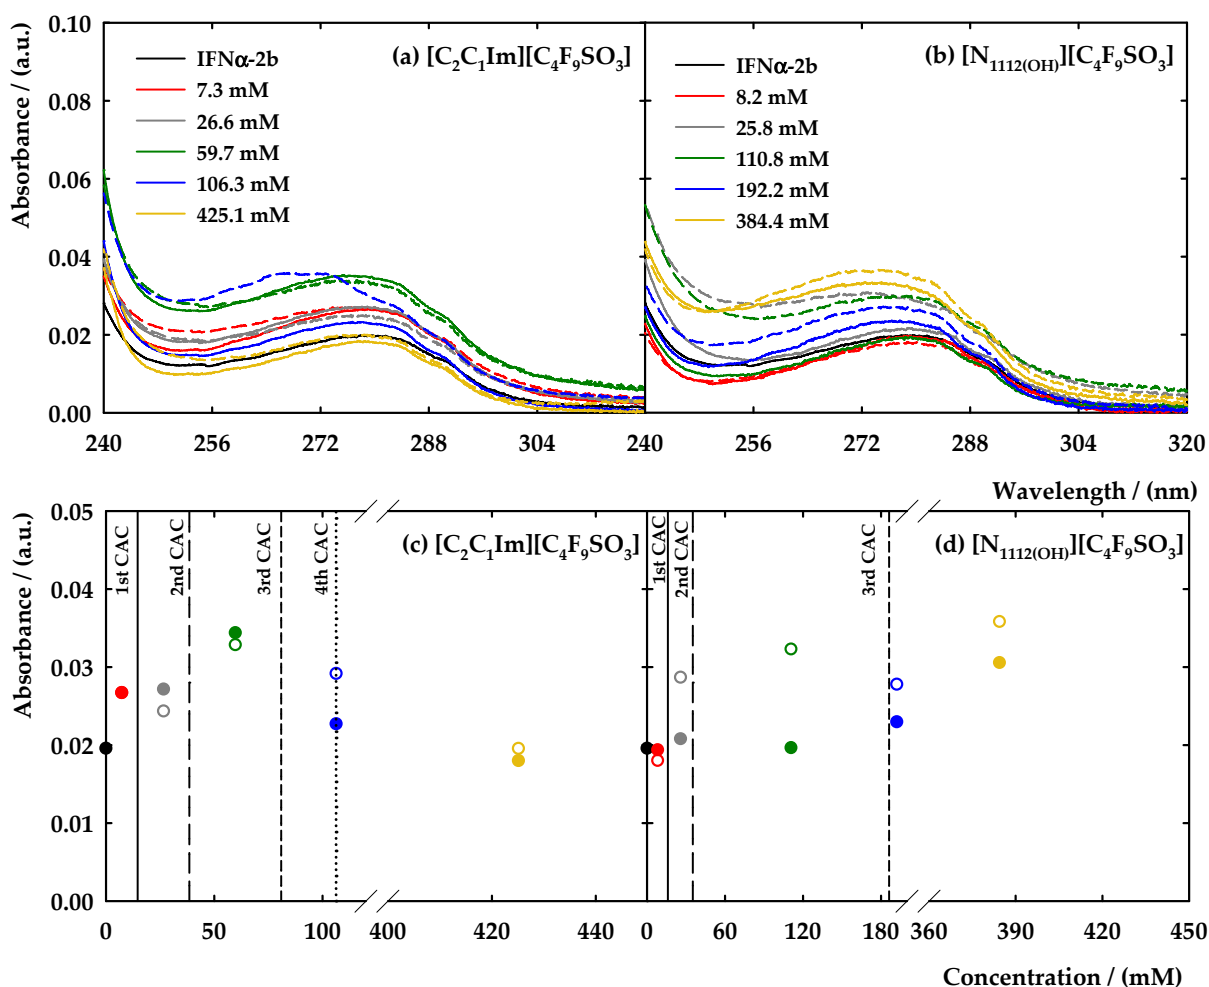 0.10
0.08
0.06
0.04
0.02
0.00
Absorbance / (a.u.)
(a) [C₂C₁Im][C₄F₉SO₃]
IFNα-2b
7.3 mM
26.6 mM
59.7 mM
106.3 mM
425.1 mM
240 256 272 288 304
(b) [N₁₁₁₂₍OH₎][C₄F₉SO₃]
IFNα-2b
8.2 mM
25.8 mM
110.8 mM
192.2 mM
384.4 mM
240 256 272 288 304 320
Wavelength / (nm)
0.05
0.04
0.03
0.02
0.01
0.00
Absorbance / (a.u.)
(c) [C₂C₁Im][C₄F₉SO₃]
1st CAC
2nd CAC
3rd CAC
4th CAC
0 50 100 400 425
(d) [N₁₁₁₂₍OH₎][C₄F₉SO₃]
1st CAC
2nd CAC
3rd CAC
0 60 120 180 360 390 420 450
Concentration / (mM)